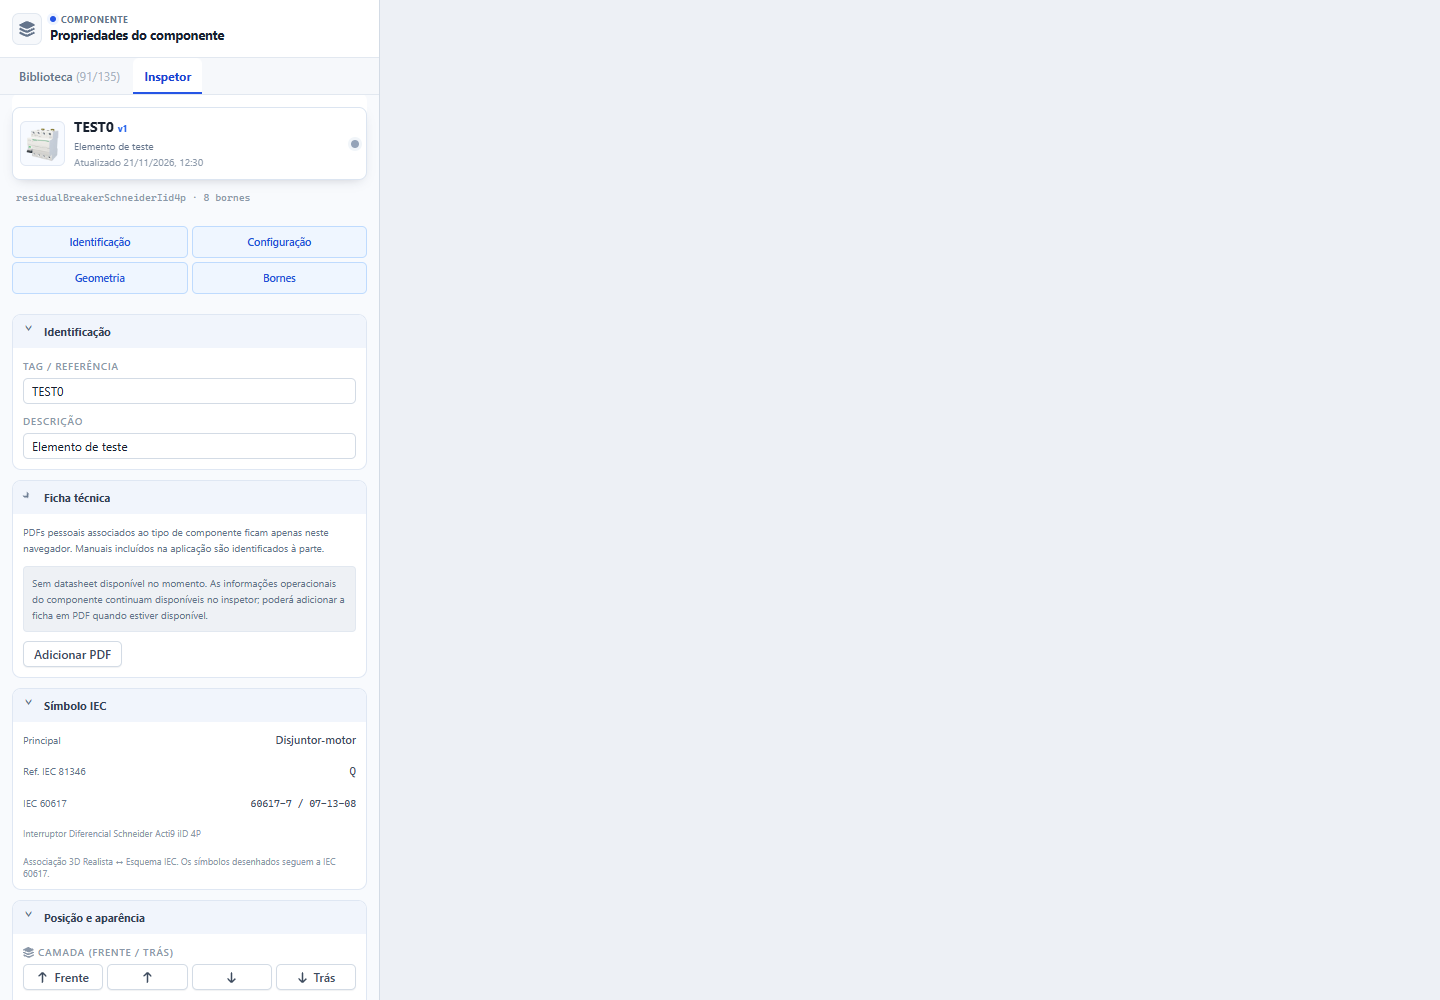 COMPONENTE
Propriedades do componente
Biblioteca (91/135)
Inspetor
TEST0 v1
Elemento de teste
Atualizado 21/11/2026, 12:30
residualBreakerSchneiderIid4p · 8 bornes
Identificação
Configuração
Geometria
Bornes
Identificação
TAG / REFERÊNCIA
TEST0
DESCRIÇÃO
Elemento de teste
Ficha técnica
PDFs pessoais associados ao tipo de componente ficam apenas neste
navegador. Manuais incluídos na aplicação são identificados à parte.
Sem datasheet disponível no momento. As informações operacionais
do componente continuam disponíveis no inspetor; poderá adicionar a
ficha em PDF quando estiver disponível.
Adicionar PDF
Símbolo IEC
Principal
Disjuntor-motor
Ref. IEC 81346
Q
IEC 60617
60617-7 / 07-13-08
Interruptor Diferencial Schneider Acti9 iID 4P
Associação 3D Realista ↔ Esquema IEC. Os símbolos desenhados seguem a IEC
60617.
Posição e aparência
CAMADA (FRENTE / TRÁS)
↑ Frente
↑
↓
↓ Trás